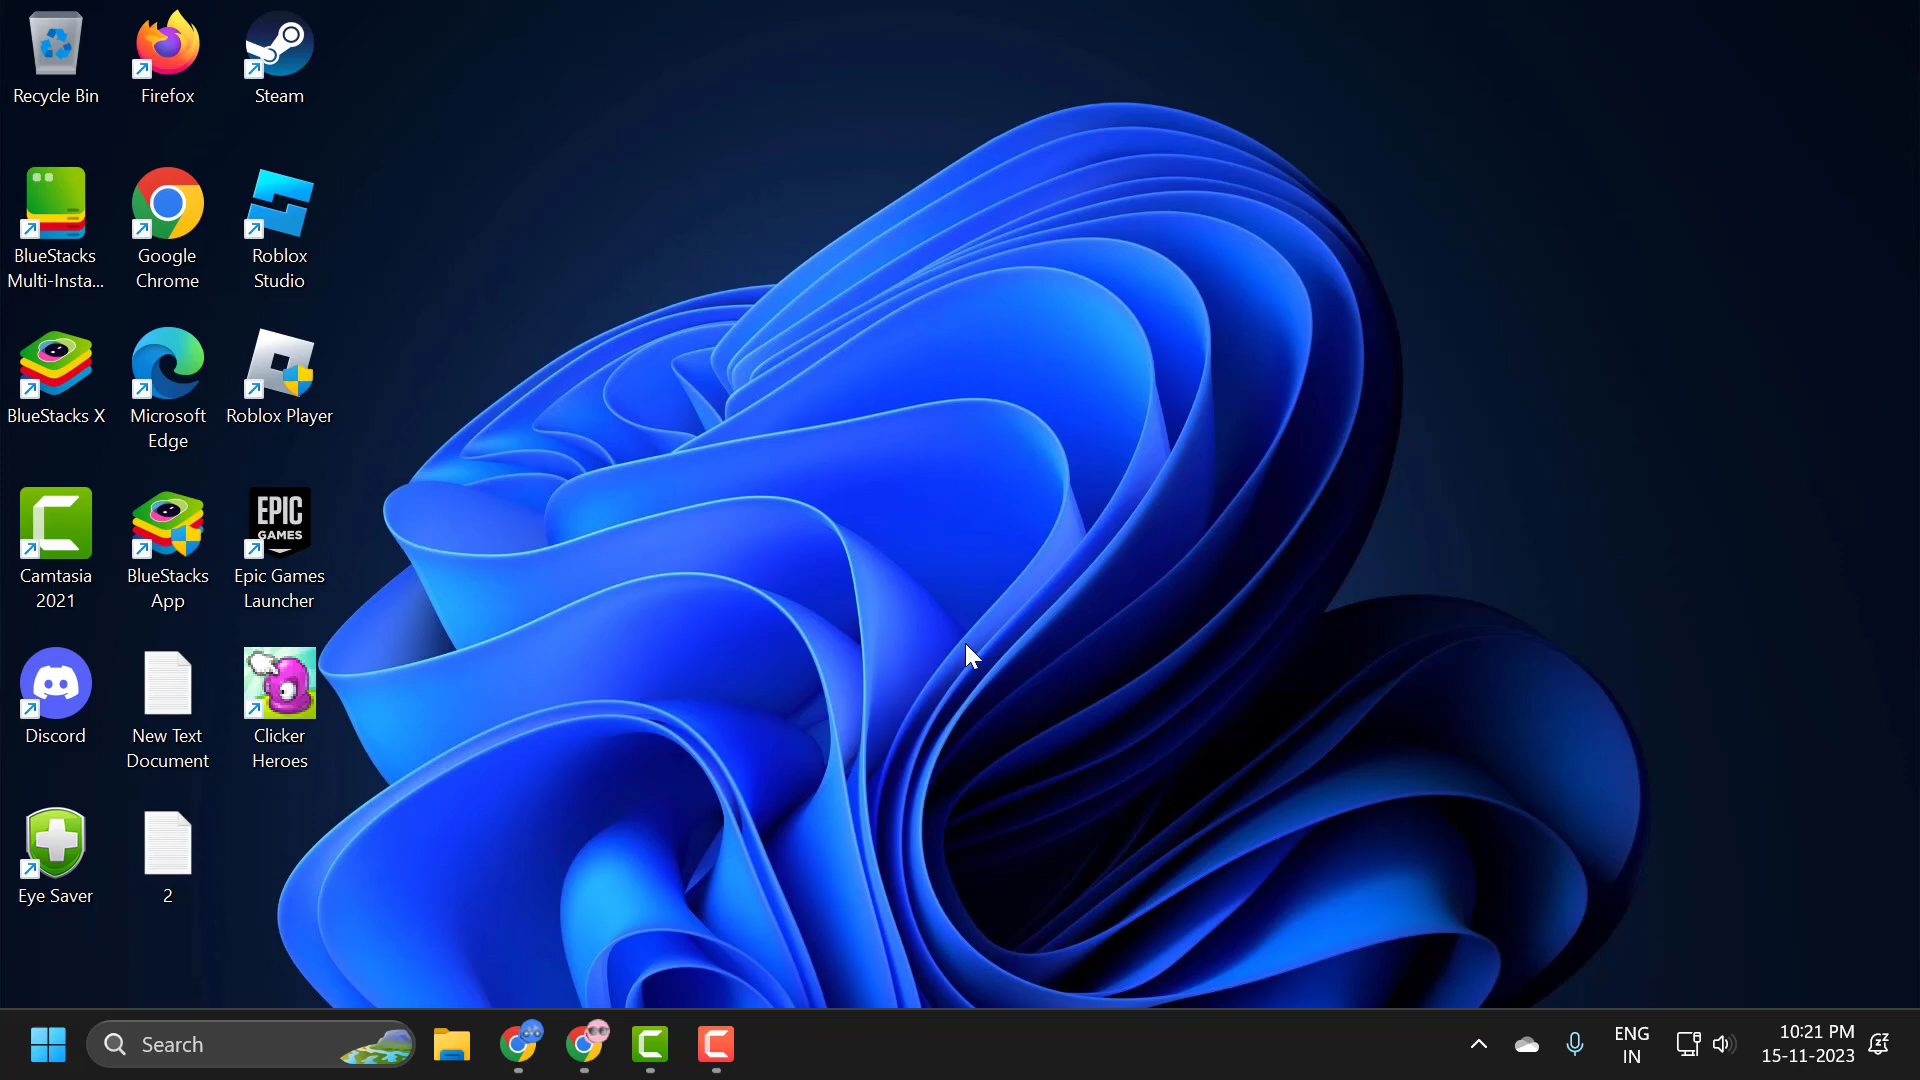 Recycle Bin
Firefox
Steam
BlueStacks
Multi-Insta...
Google
Chrome
Roblox
Studio
BlueStacks X
Microsoft
Edge
Roblox Player
Camtasia
2021
BlueStacks
App
EPIC
GAMES
Epic Games
Launcher
Discord
New Text
Document
Clicker
Heroes
Eye Saver
2
Search
ENG
IN
10:21 PM
15-11-2023